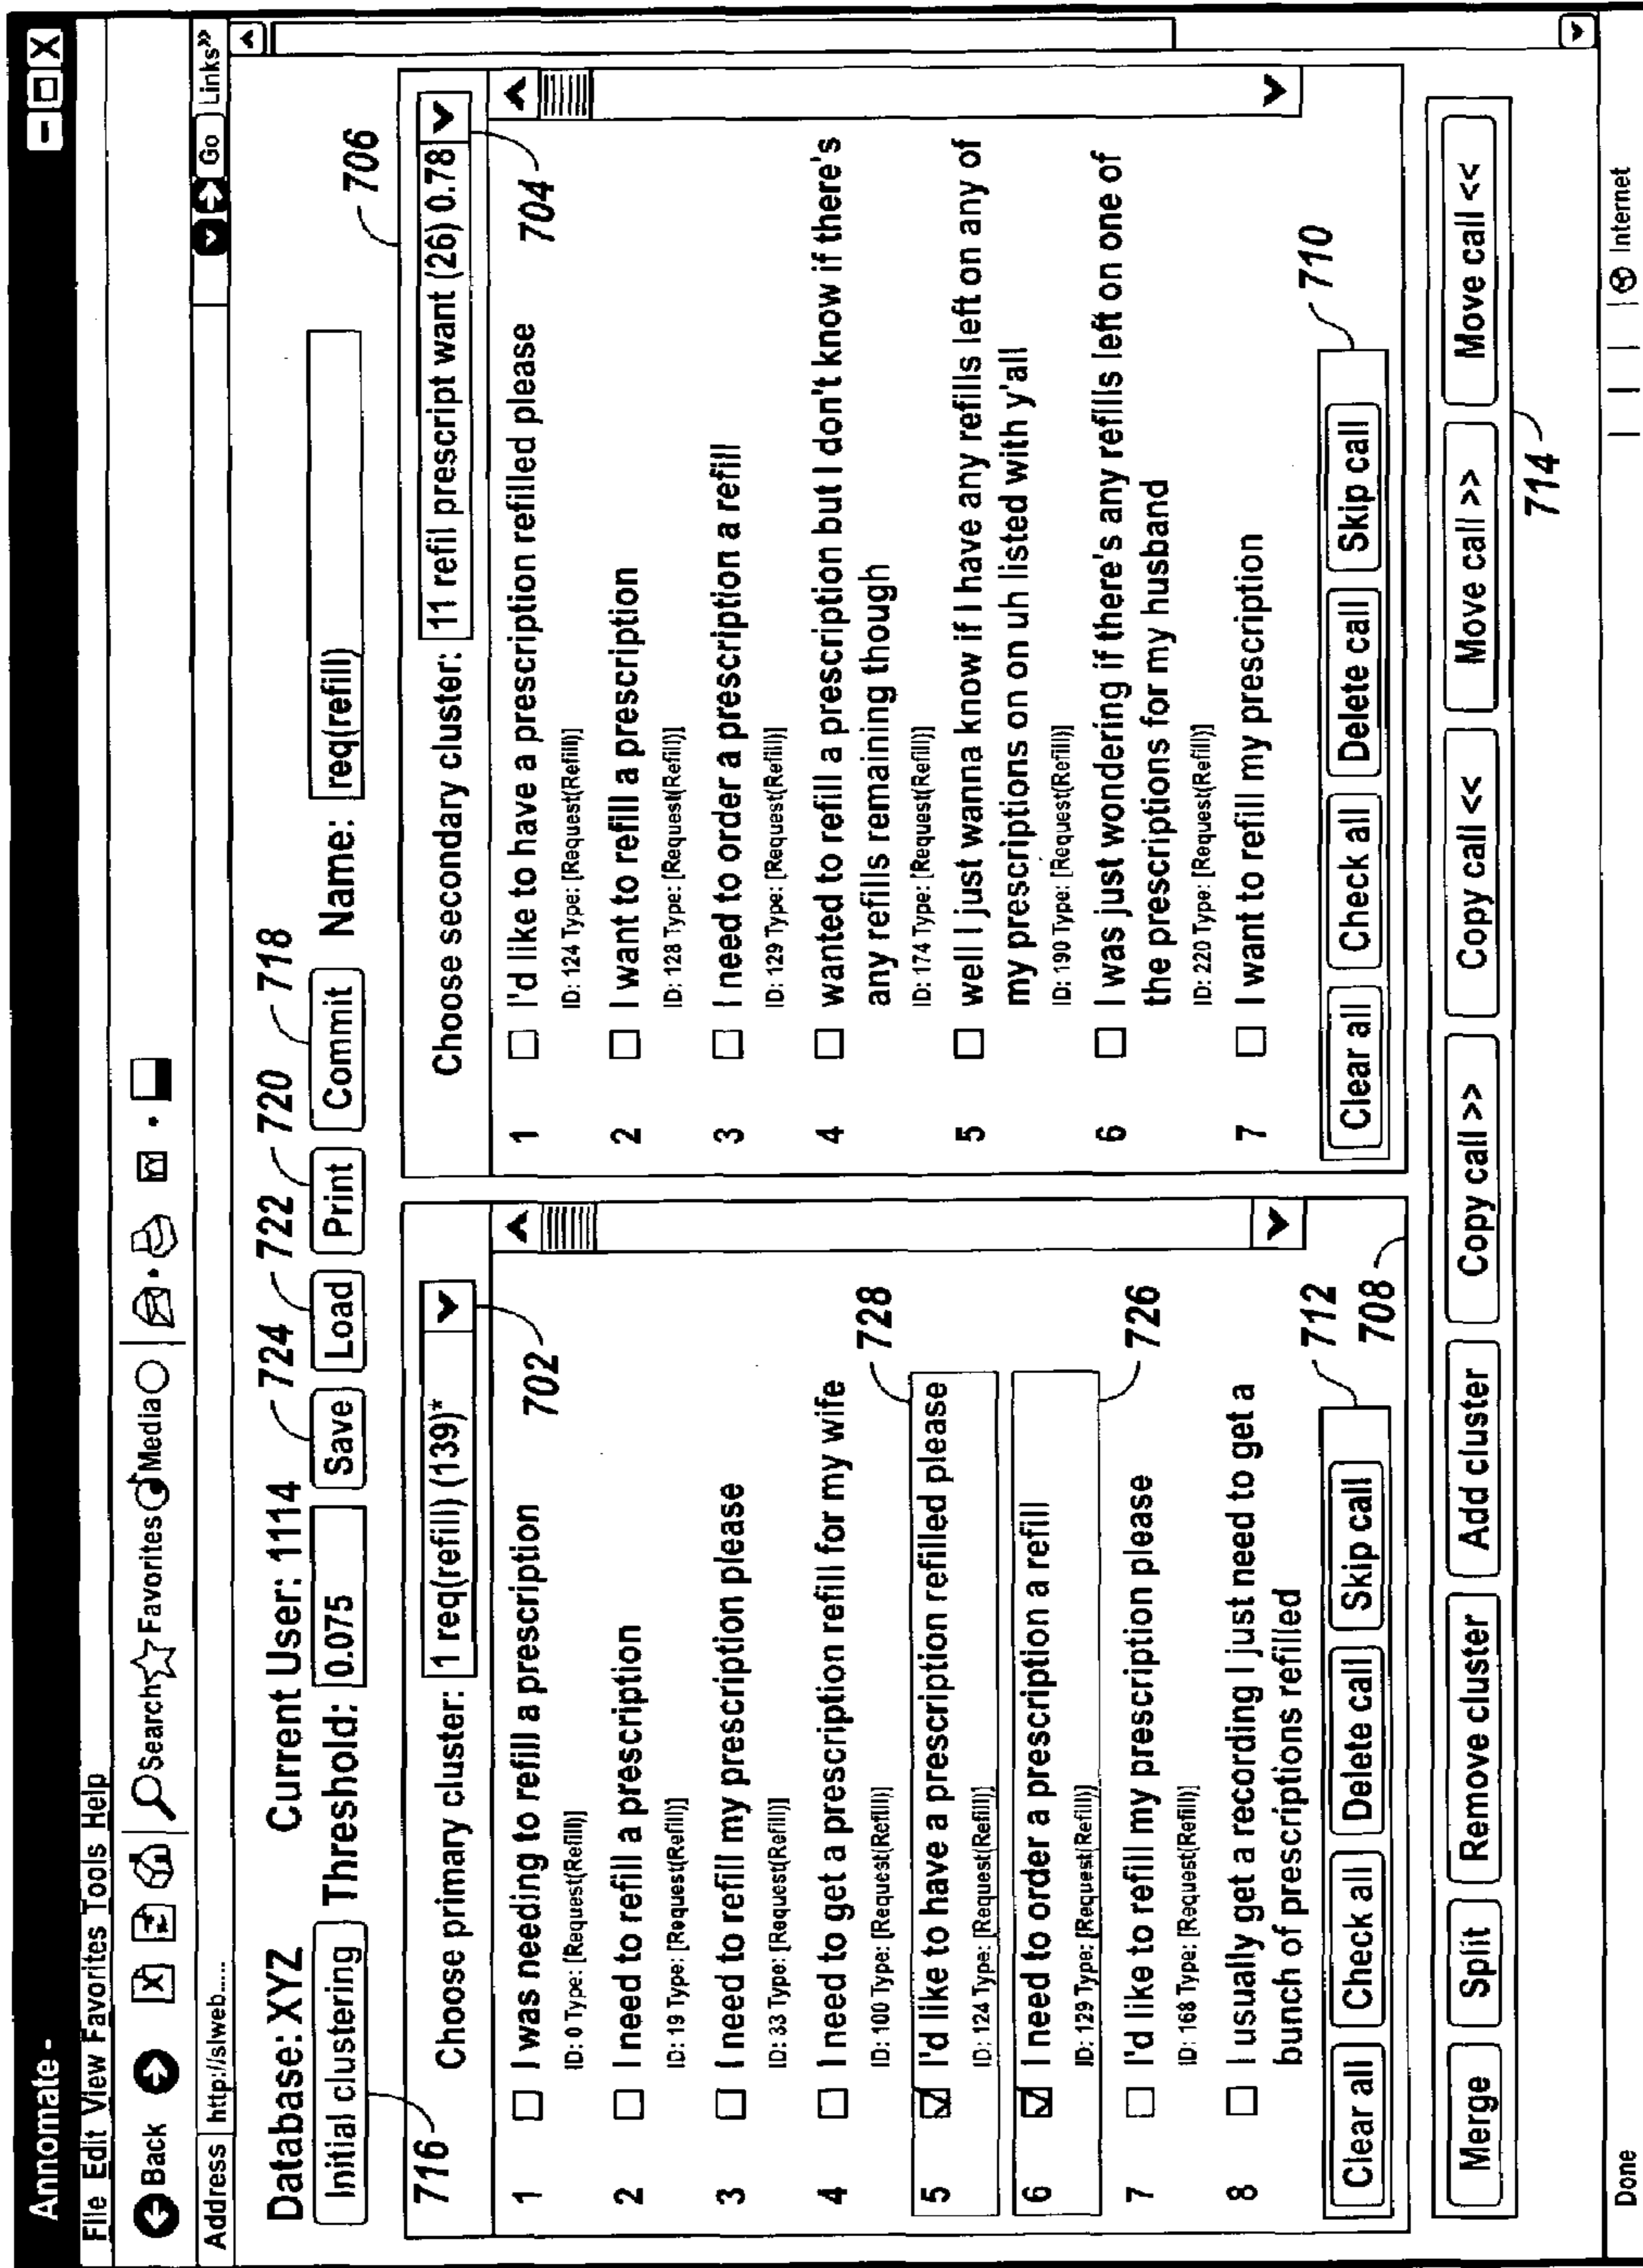 Annomate -
File Edit View Favorites Tools Help
Back Search Favorites Media
Address http://slweb..... Go Links»
Database: XYZ Current User: 1114 724 722 720 718
Initial clustering Threshold: 0.075 Save Load Print Commit Name: req(refill)
716 706
Choose primary cluster: 1 req(refill) (139)*
702
1 I was needing to refill a prescription
ID: 0 Type: [Request(Refill)]
2 I need to refill a prescription
ID: 19 Type: [Request(Refill)]
3 I need to refill my prescription please
ID: 33 Type: [Request(Refill)]
4 I need to get a prescription refill for my wife
ID: 100 Type: [Request(Refill)]
728
5 I'd like to have a prescription refilled please
ID: 124 Type: [Request(Refill)]
6 I need to order a prescription a refill
ID: 129 Type: [Request(Refill)]
726
7 I'd like to refill my prescription please
ID: 168 Type: [Request(Refill)]
8 I usually get a recording I just need to get a
bunch of prescriptions refilled
712
Clear all Check all Delete call Skip call
708
Choose secondary cluster: 11 refil prescript want (26) 0.78
704
1 I'd like to have a prescription refilled please
ID: 124 Type: [Request(Refill)]
2 I want to refill a prescription
ID: 128 Type: [Request(Refill)]
3 I need to order a prescription a refill
ID: 129 Type: [Request(Refill)]
4 wanted to refill a prescription but I don't know if there's
any refills remaining though
ID: 174 Type: [Request(Refill)]
5 well I just wanna know if I have any refills left on any of
my prescriptions on on uh listed with y'all
ID: 190 Type: [Request(Refill)]
6 I was just wondering if there's any refills left on one of
the prescriptions for my husband
ID: 220 Type: [Request(Refill)]
7 I want to refill my prescription
710
Clear all Check all Delete call Skip call
Merge Split Remove cluster Add cluster Copy call >> Copy call << Move call >> Move call <<
714
Done Internet